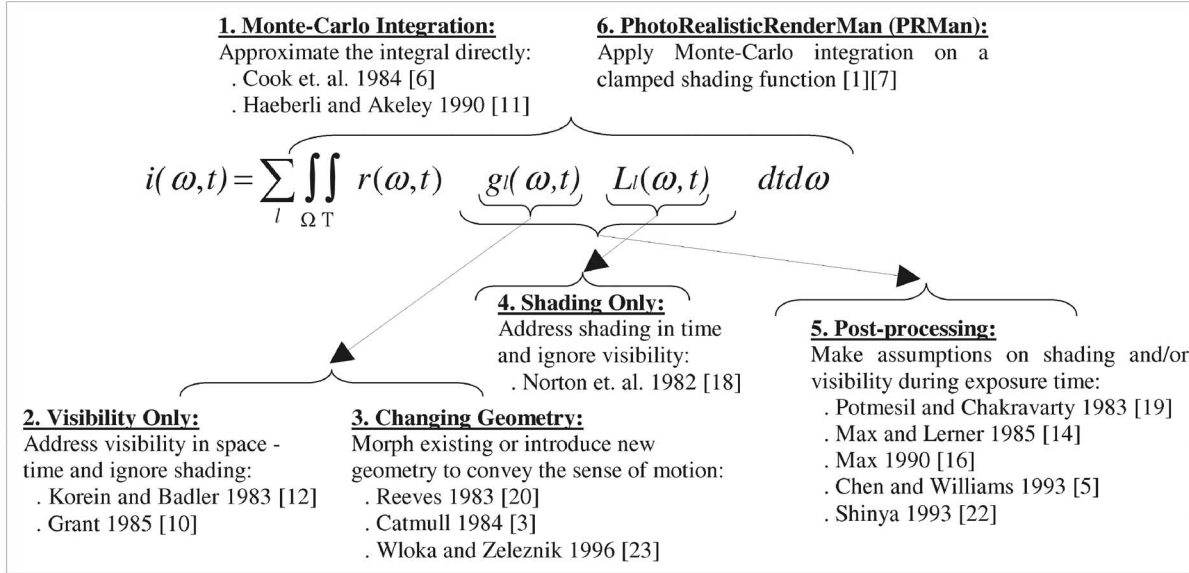 1. Monte-Carlo Integration:
Approximate the integral directly:
. Cook et. al. 1984 [6]
. Haeberli and Akeley 1990 [11]
6. PhotoRealisticRenderMan (PRMan):
Apply Monte-Carlo integration on a
clamped shading function [1][7]
i(ω,t) = ∑l ∫∫ΩT r(ω,t) gl(ω,t) Ll(ω,t) dtdω
4. Shading Only:
Address shading in time
and ignore visibility:
. Norton et. al. 1982 [18]
5. Post-processing:
Make assumptions on shading and/or
visibility during exposure time:
. Potmesil and Chakravarty 1983 [19]
. Max and Lerner 1985 [14]
. Max 1990 [16]
. Chen and Williams 1993 [5]
. Shinya 1993 [22]
2. Visibility Only:
Address visibility in space -
time and ignore shading:
. Korein and Badler 1983 [12]
. Grant 1985 [10]
3. Changing Geometry:
Morph existing or introduce new
geometry to convey the sense of motion:
. Reeves 1983 [20]
. Catmull 1984 [3]
. Wloka and Zeleznik 1996 [23]